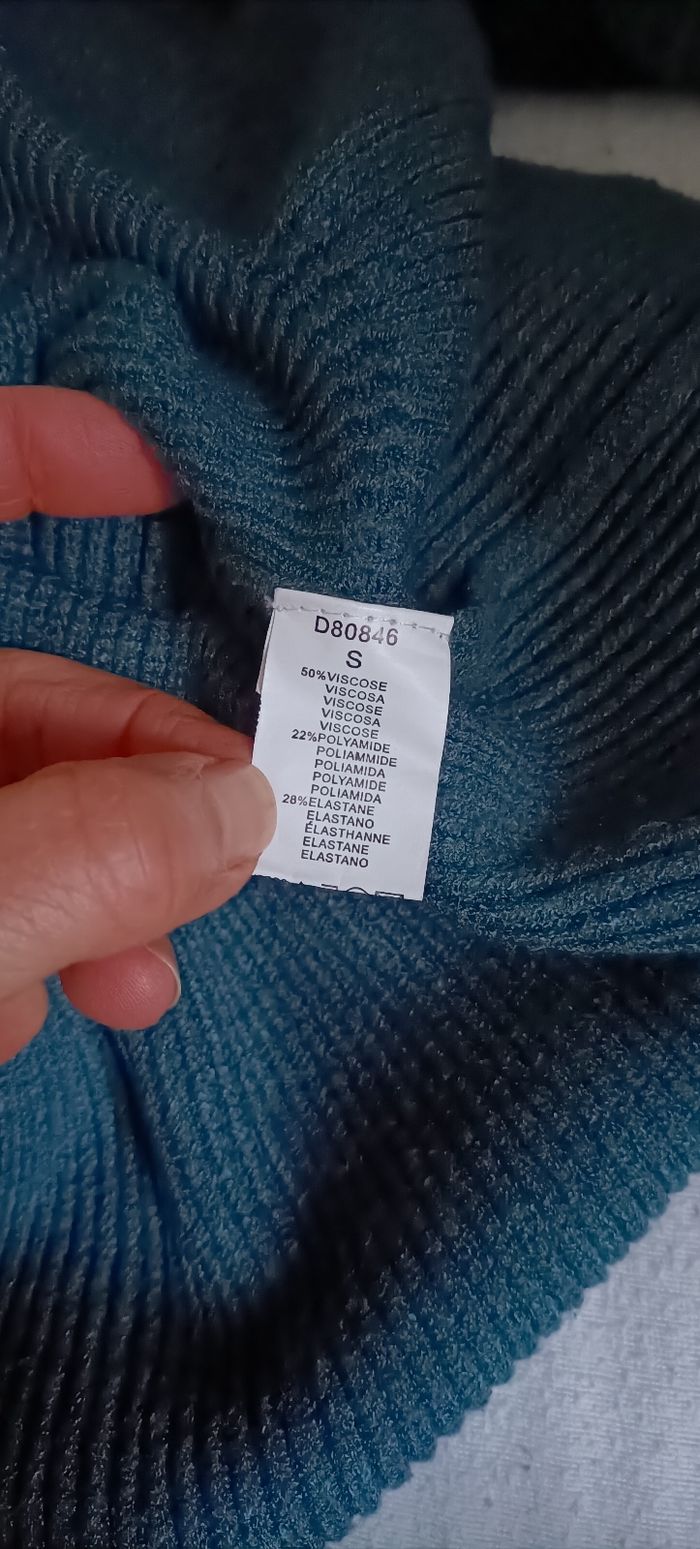 D80846
S
50%VISCOSE
VISCOSA
VISCOSE
VISCOSA
VISCOSE
22%POLYAMIDE
POLIAMMIDE
POLIAMIDA
POLYAMIDE
POLIAMIDA
28%ELASTANE
ELASTANO
ÉLASTHANNE
ELASTANE
ELASTANO